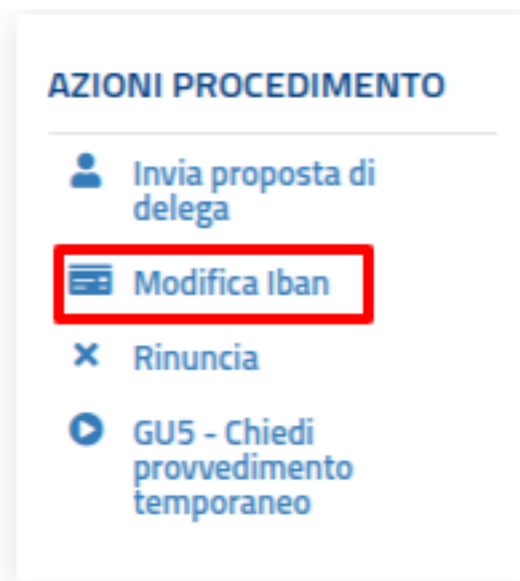 AZIONI PROCEDIMENTO
Invia proposta di
delega
Modifica Iban
Rinuncia
GU5 - Chiedi
provvedimento
temporaneo